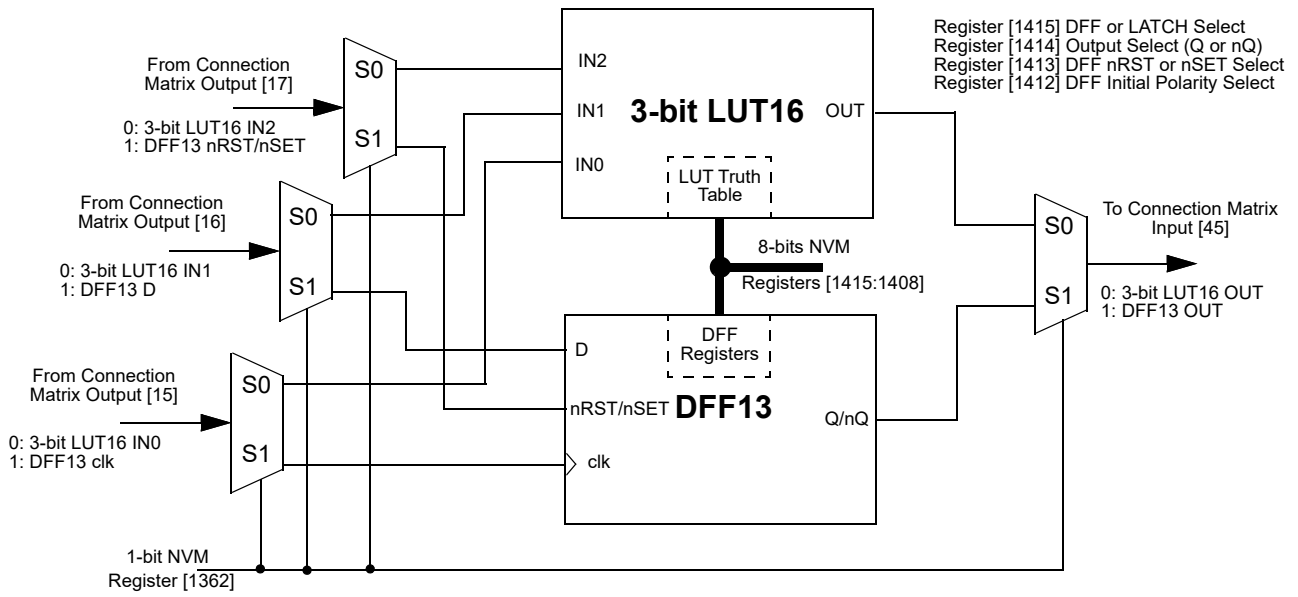 Register [1415] DFF or LATCH Select
Register [1414] Output Select (Q or nQ)
Register [1413] DFF nRST or nSET Select
Register [1412] DFF Initial Polarity Select
From Connection
Matrix Output [17]
0: 3-bit LUT16 IN2
1: DFF13 nRST/nSET
S0
S1
IN2
IN1
IN0
3-bit LUT16
OUT
LUT Truth
Table
From Connection
Matrix Output [16]
0: 3-bit LUT16 IN1
1: DFF13 D
S0
S1
8-bits NVM
Registers [1415:1408]
To Connection Matrix
Input [45]
S0
S1
0: 3-bit LUT16 OUT
1: DFF13 OUT
From Connection
Matrix Output [15]
0: 3-bit LUT16 IN0
1: DFF13 clk
S0
S1
DFF
Registers
D
nRST/nSET
DFF13
Q/nQ
clk
1-bit NVM
Register [1362]